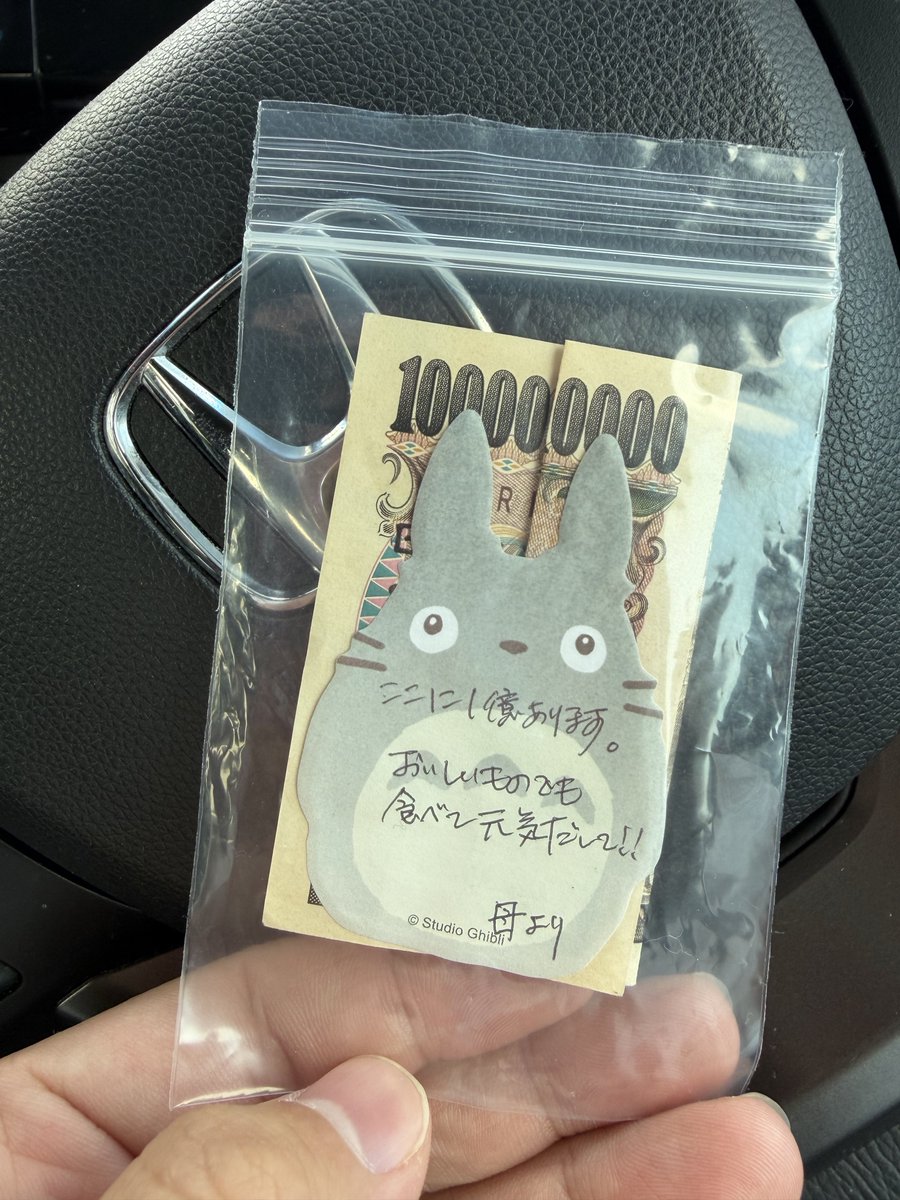 100000000
R
ここに1億あります。
おいしいものでも
食べて元気だして!!
母より
© Studio Ghibli